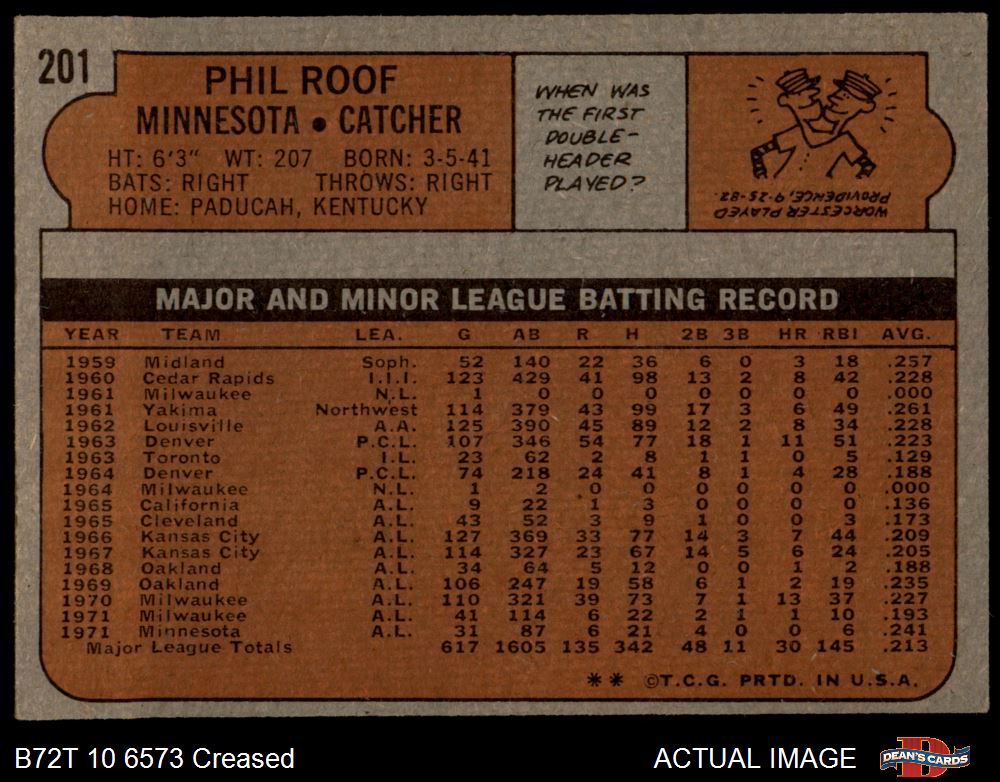 201
PHIL ROOF
MINNESOTA • CATCHER
HT: 6'3" WT: 207 BORN: 3-5-41
BATS: RIGHT THROWS: RIGHT
HOME: PADUCAH, KENTUCKY
WHEN WAS
THE FIRST
DOUBLE-
HEADER
PLAYED?
WORCESTER PLAYED
PROVIDENCE, 9-25-82.
MAJOR AND MINOR LEAGUE BATTING RECORD
YEAR TEAM LEA. G AB R H 2B 3B HR RBI AVG.
1959 Midland Soph. 52 140 22 36 6 0 3 18 .257
1960 Cedar Rapids I.I.I. 123 429 41 98 13 2 8 42 .228
1961 Milwaukee N.L. 1 0 0 0 0 0 0 0 .000
1961 Yakima Northwest 114 379 43 99 17 3 6 49 .261
1962 Louisville A.A. 125 390 45 89 12 2 8 34 .228
1963 Denver P.C.L. 107 346 54 77 18 1 11 51 .223
1963 Toronto I.L. 23 62 2 8 1 1 0 5 .129
1964 Denver P.C.L. 74 218 24 41 8 1 4 28 .188
1964 Milwaukee N.L. 1 2 0 0 0 0 0 0 .000
1965 California A.L. 9 22 1 3 0 0 0 0 .136
1965 Cleveland A.L. 43 52 3 9 1 0 0 3 .173
1966 Kansas City A.L. 127 369 33 77 14 3 7 44 .209
1967 Kansas City A.L. 114 327 23 67 14 5 6 24 .205
1968 Oakland A.L. 34 64 5 12 0 0 1 2 .188
1969 Oakland A.L. 106 247 19 58 6 1 2 19 .235
1970 Milwaukee A.L. 110 321 39 73 7 1 13 37 .227
1971 Milwaukee A.L. 41 114 6 22 2 1 1 10 .193
1971 Minnesota A.L. 31 87 6 21 4 0 0 6 .241
Major League Totals 617 1605 135 342 48 11 30 145 .213
** ©T.C.G. PRTD. IN U.S.A.
B72T 10 6573 Creased ACTUAL IMAGE DEAN'S CARDS